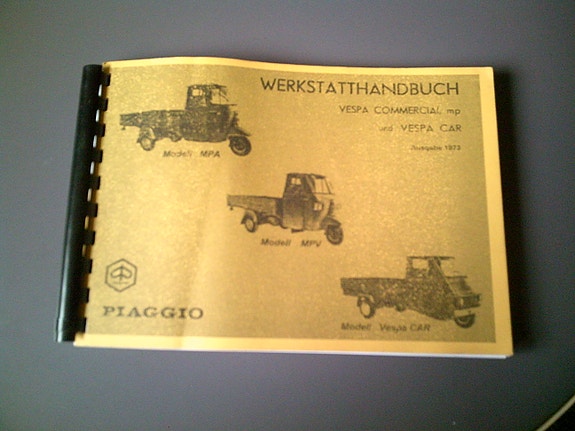 WERKSTATTHANDBUCH
VESPA COMMERCIAL mp
und VESPA CAR
Ausgabe 1973
Modell MPA
Modell MPV
Modell Vespa CAR
PIAGGIO